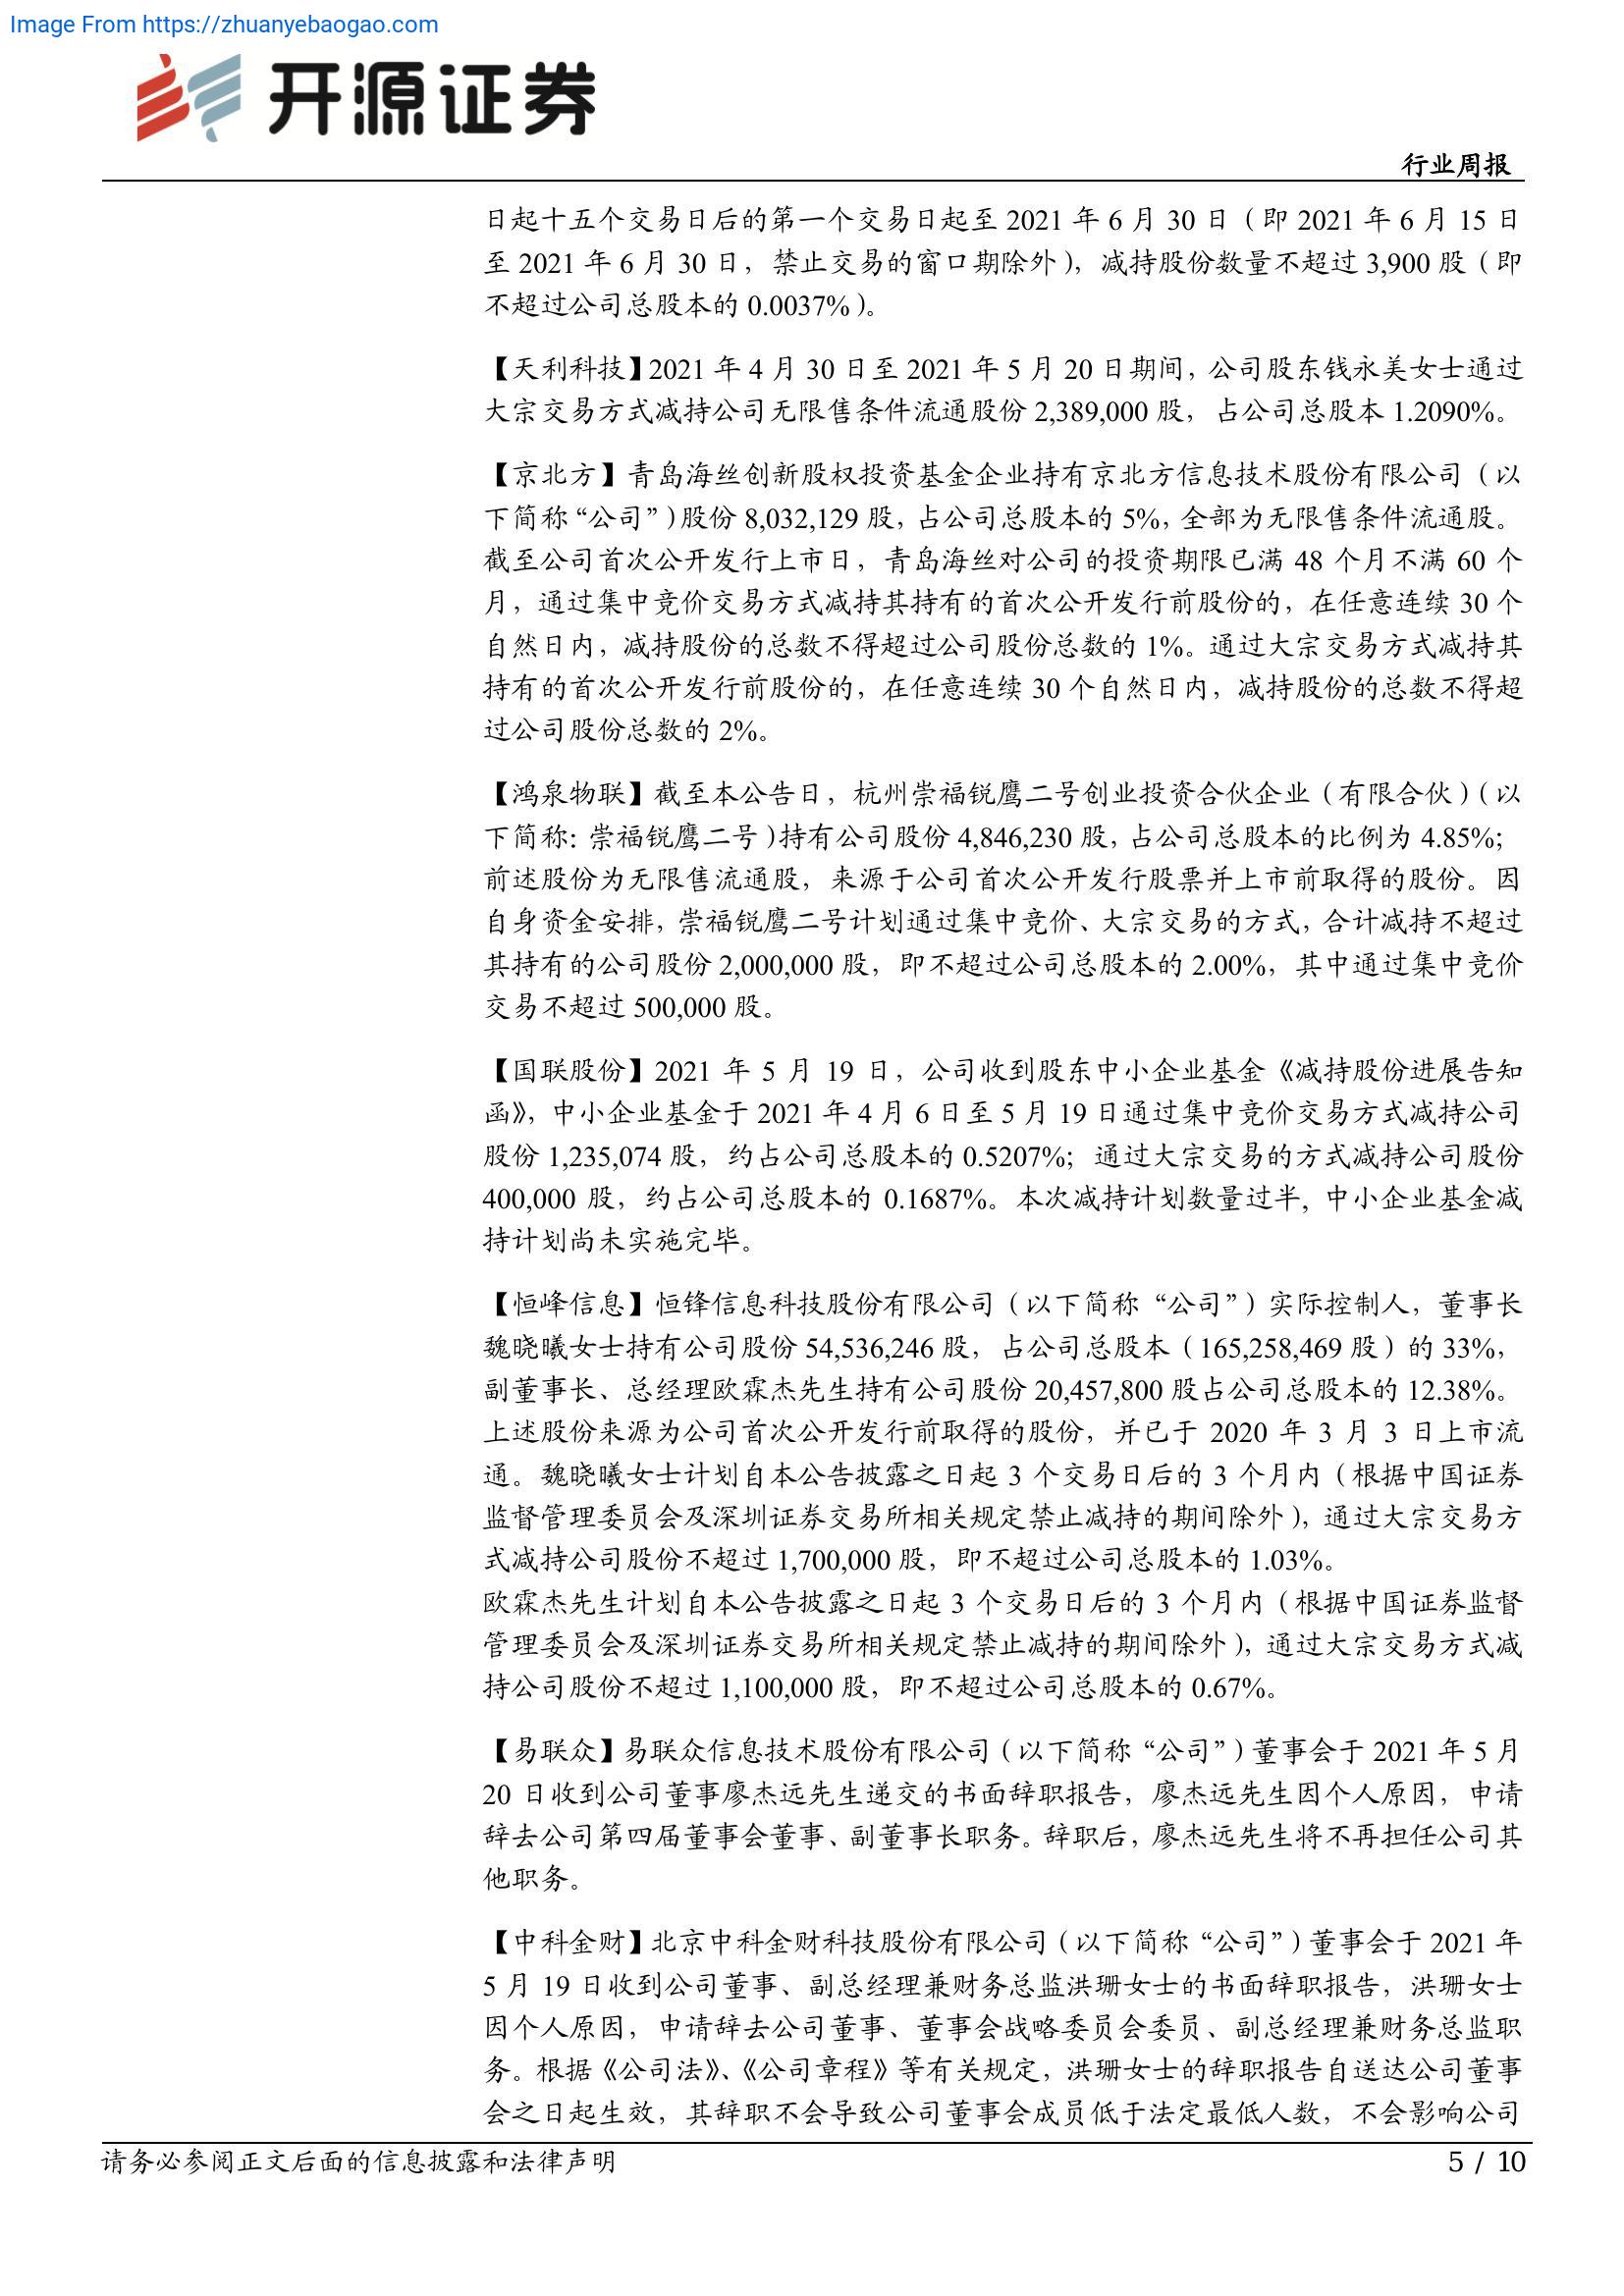 Image From https://zhuanyebaogao.com
开源证券
行业周报
日起十五个交易日后的第一个交易日起至 2021 年 6 月 30 日（即 2021 年 6 月 15 日
至 2021 年 6 月 30 日，禁止交易的窗口期除外），减持股份数量不超过 3,900 股（即
不超过公司总股本的 0.0037%）。
【天利科技】2021 年 4 月 30 日至 2021 年 5 月 20 日期间，公司股东钱永美女士通过
大宗交易方式减持公司无限售条件流通股份 2,389,000 股，占公司总股本 1.2090%。
【京北方】青岛海丝创新股权投资基金企业持有京北方信息技术股份有限公司（以
下简称“公司”）股份 8,032,129 股，占公司总股本的 5%，全部为无限售条件流通股。
截至公司首次公开发行上市日，青岛海丝对公司的投资期限已满 48 个月不满 60 个
月，通过集中竞价交易方式减持其持有的首次公开发行前股份的，在任意连续 30 个
自然日内，减持股份的总数不得超过公司股份总数的 1%。通过大宗交易方式减持其
持有的首次公开发行前股份的，在任意连续 30 个自然日内，减持股份的总数不得超
过公司股份总数的 2%。
【鸿泉物联】截至本公告日，杭州崇福锐鹰二号创业投资合伙企业（有限合伙）（以
下简称：崇福锐鹰二号）持有公司股份 4,846,230 股，占公司总股本的比例为 4.85%；
前述股份为无限售流通股，来源于公司首次公开发行股票并上市前取得的股份。因
自身资金安排，崇福锐鹰二号计划通过集中竞价、大宗交易的方式，合计减持不超过
其持有的公司股份 2,000,000 股，即不超过公司总股本的 2.00%，其中通过集中竞价
交易不超过 500,000 股。
【国联股份】2021 年 5 月 19 日，公司收到股东中小企业基金《减持股份进展告知
函》，中小企业基金于 2021 年 4 月 6 日至 5 月 19 日通过集中竞价交易方式减持公司
股份 1,235,074 股，约占公司总股本的 0.5207%；通过大宗交易的方式减持公司股份
400,000 股，约占公司总股本的 0.1687%。本次减持计划数量过半，中小企业基金减
持计划尚未实施完毕。
【恒峰信息】恒锋信息科技股份有限公司（以下简称“公司”）实际控制人，董事长
魏晓曦女士持有公司股份 54,536,246 股，占公司总股本（165,258,469 股）的 33%，
副董事长、总经理欧霖杰先生持有公司股份 20,457,800 股占公司总股本的 12.38%。
上述股份来源为公司首次公开发行前取得的股份，并已于 2020 年 3 月 3 日上市流
通。魏晓曦女士计划自本公告披露之日起 3 个交易日后的 3 个月内（根据中国证券
监督管理委员会及深圳证券交易所相关规定禁止减持的期间除外），通过大宗交易方
式减持公司股份不超过 1,700,000 股，即不超过公司总股本的 1.03%。
欧霖杰先生计划自本公告披露之日起 3 个交易日后的 3 个月内（根据中国证券监督
管理委员会及深圳证券交易所相关规定禁止减持的期间除外），通过大宗交易方式减
持公司股份不超过 1,100,000 股，即不超过公司总股本的 0.67%。
【易联众】易联众信息技术股份有限公司（以下简称“公司”）董事会于 2021 年 5 月
20 日收到公司董事廖杰远先生递交的书面辞职报告，廖杰远先生因个人原因，申请
辞去公司第四届董事会董事、副董事长职务。辞职后，廖杰远先生将不再担任公司其
他职务。
【中科金财】北京中科金财科技股份有限公司（以下简称“公司”）董事会于 2021 年
5 月 19 日收到公司董事、副总经理兼财务总监洪珊女士的书面辞职报告，洪珊女士
因个人原因，申请辞去公司董事、董事会战略委员会委员、副总经理兼财务总监职
务。根据《公司法》、《公司章程》等有关规定，洪珊女士的辞职报告自送达公司董事
会之日起生效，其辞职不会导致公司董事会成员低于法定最低人数，不会影响公司
请务必参阅正文后面的信息披露和法律声明
5 / 10